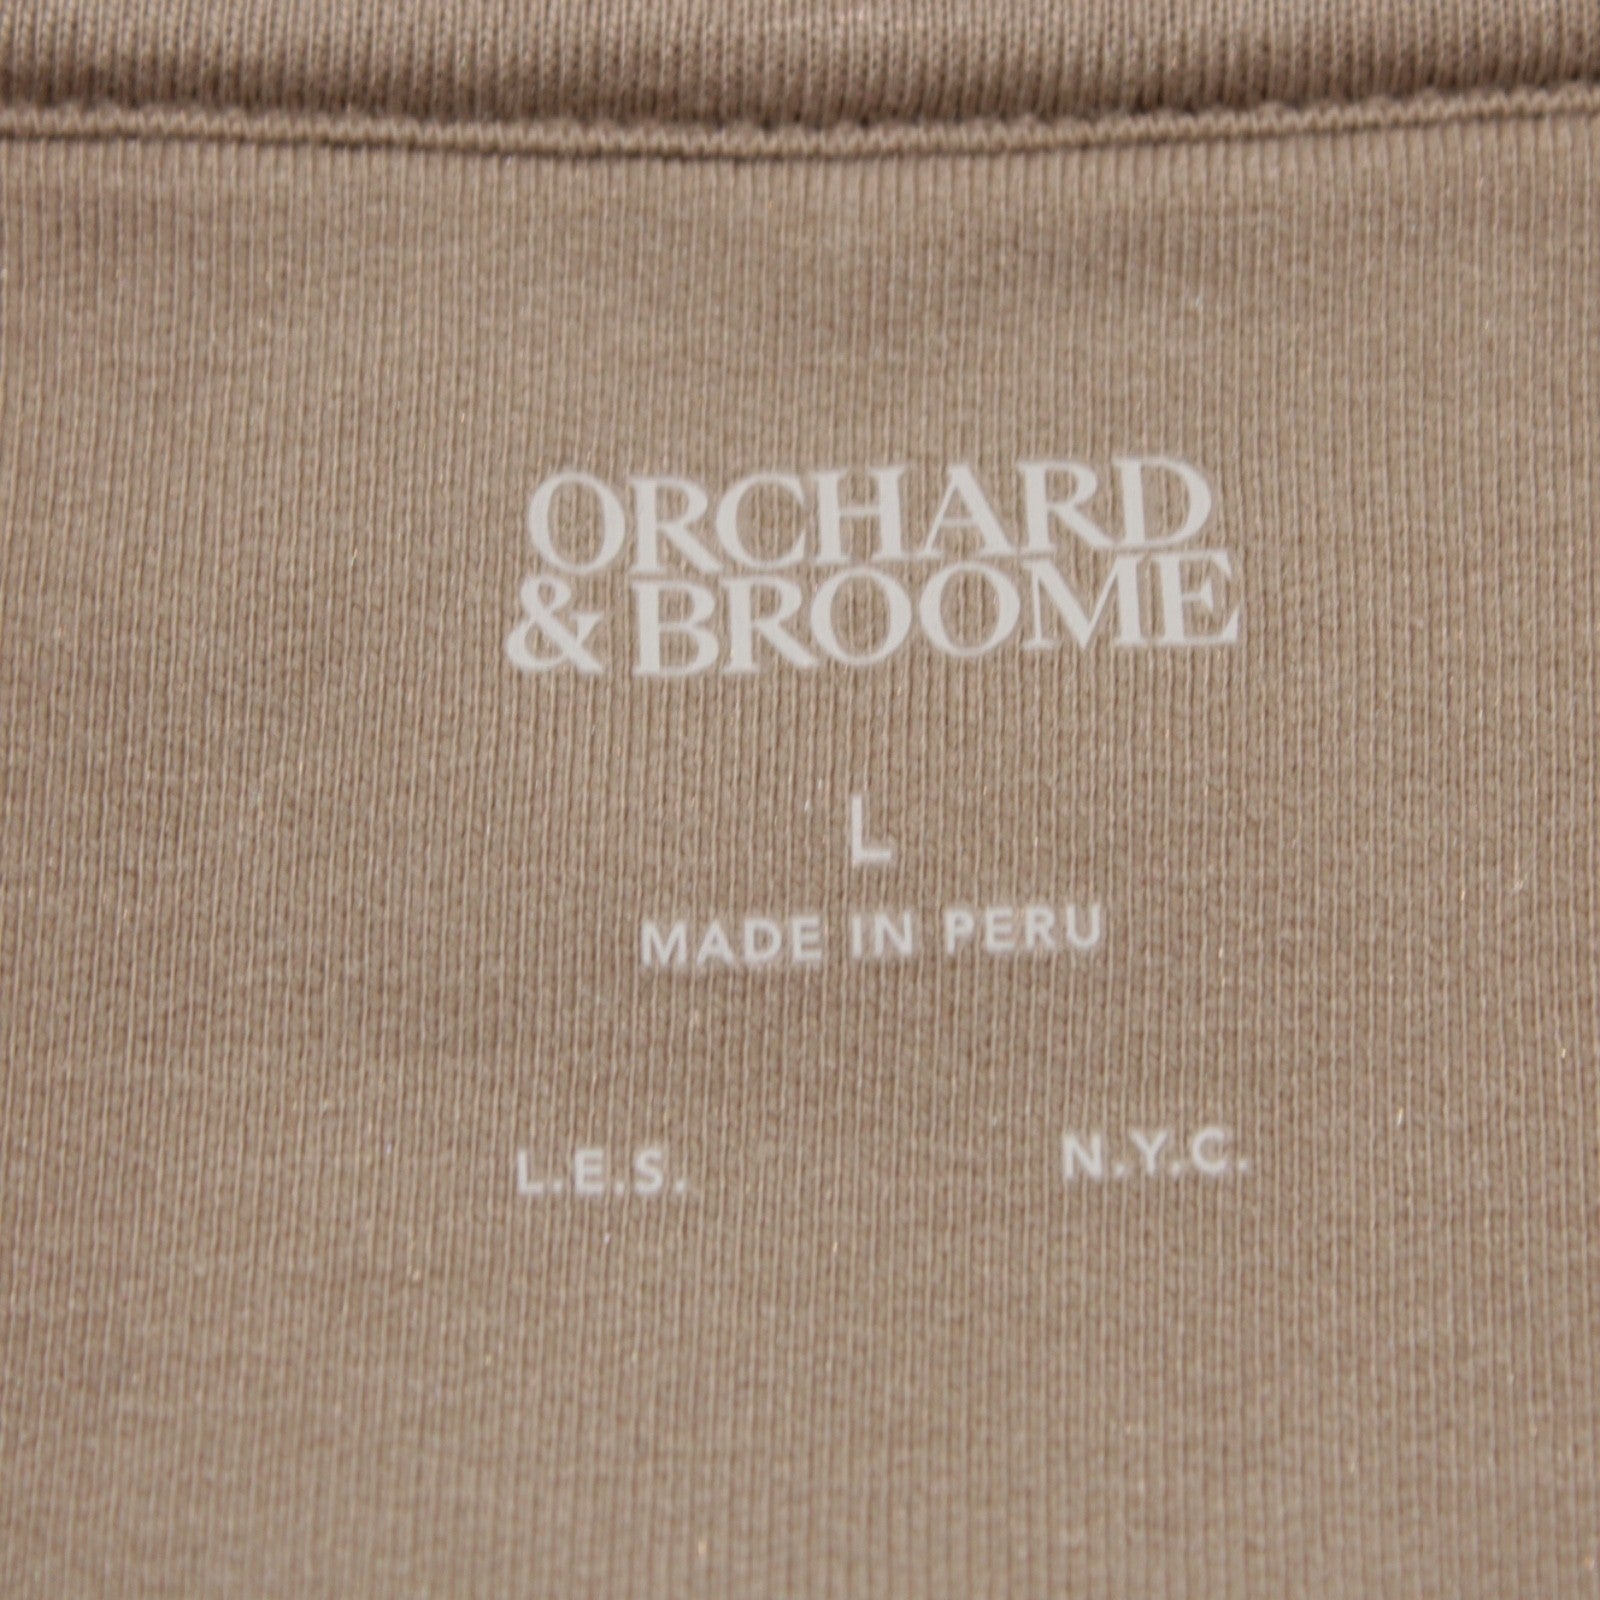 ORCHARD
& BROOME
L
MADE IN PERU
L.E.S. N.Y.C.